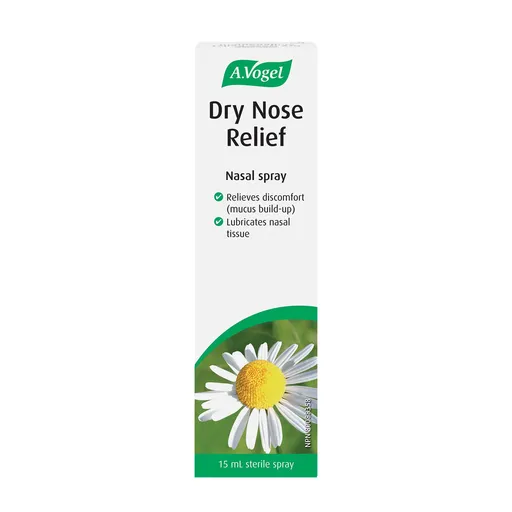 A.Vogel
Dry Nose
Relief
Nasal spray
Relieves discomfort
(mucus build-up)
Lubricates nasal
tissue
15 mL sterile spray